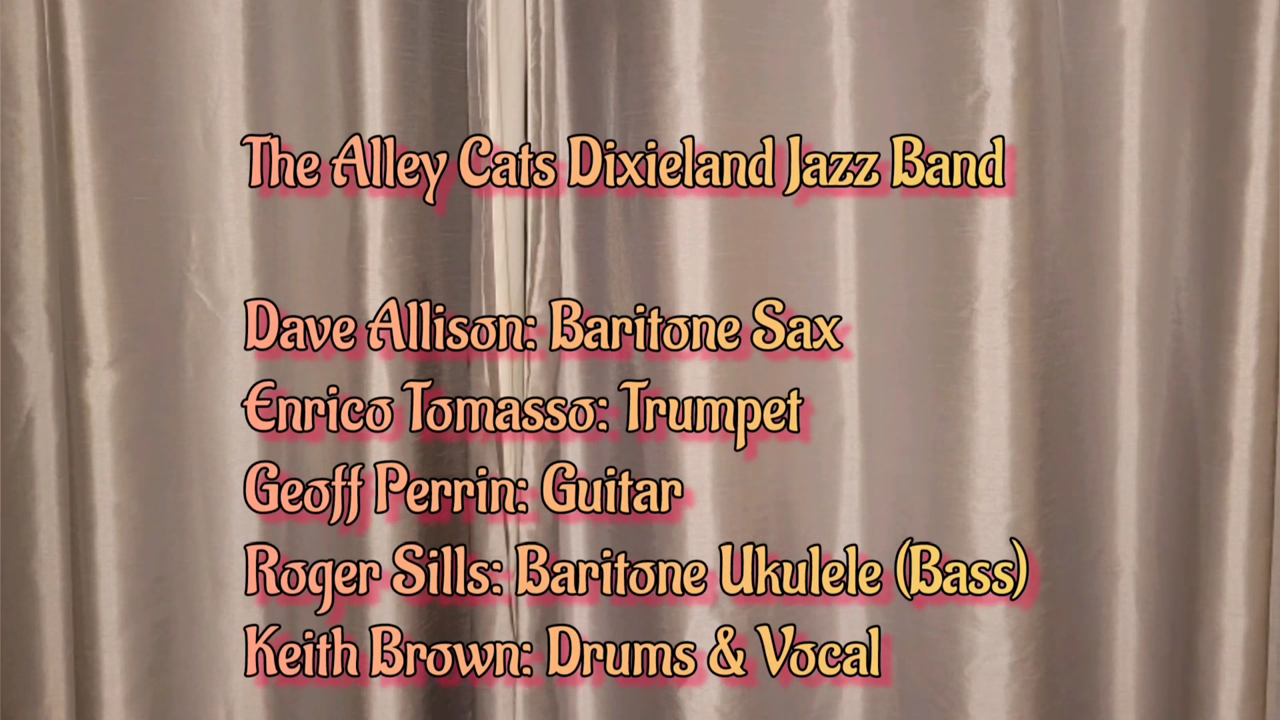 The Alley Cats Dixieland Jazz Band
Dave Allison: Baritone Sax
Enrico Tomasso: Trumpet
Geoff Perrin: Guitar
Roger Sills: Baritone Ukulele (Bass)
Keith Brown: Drums & Vocal